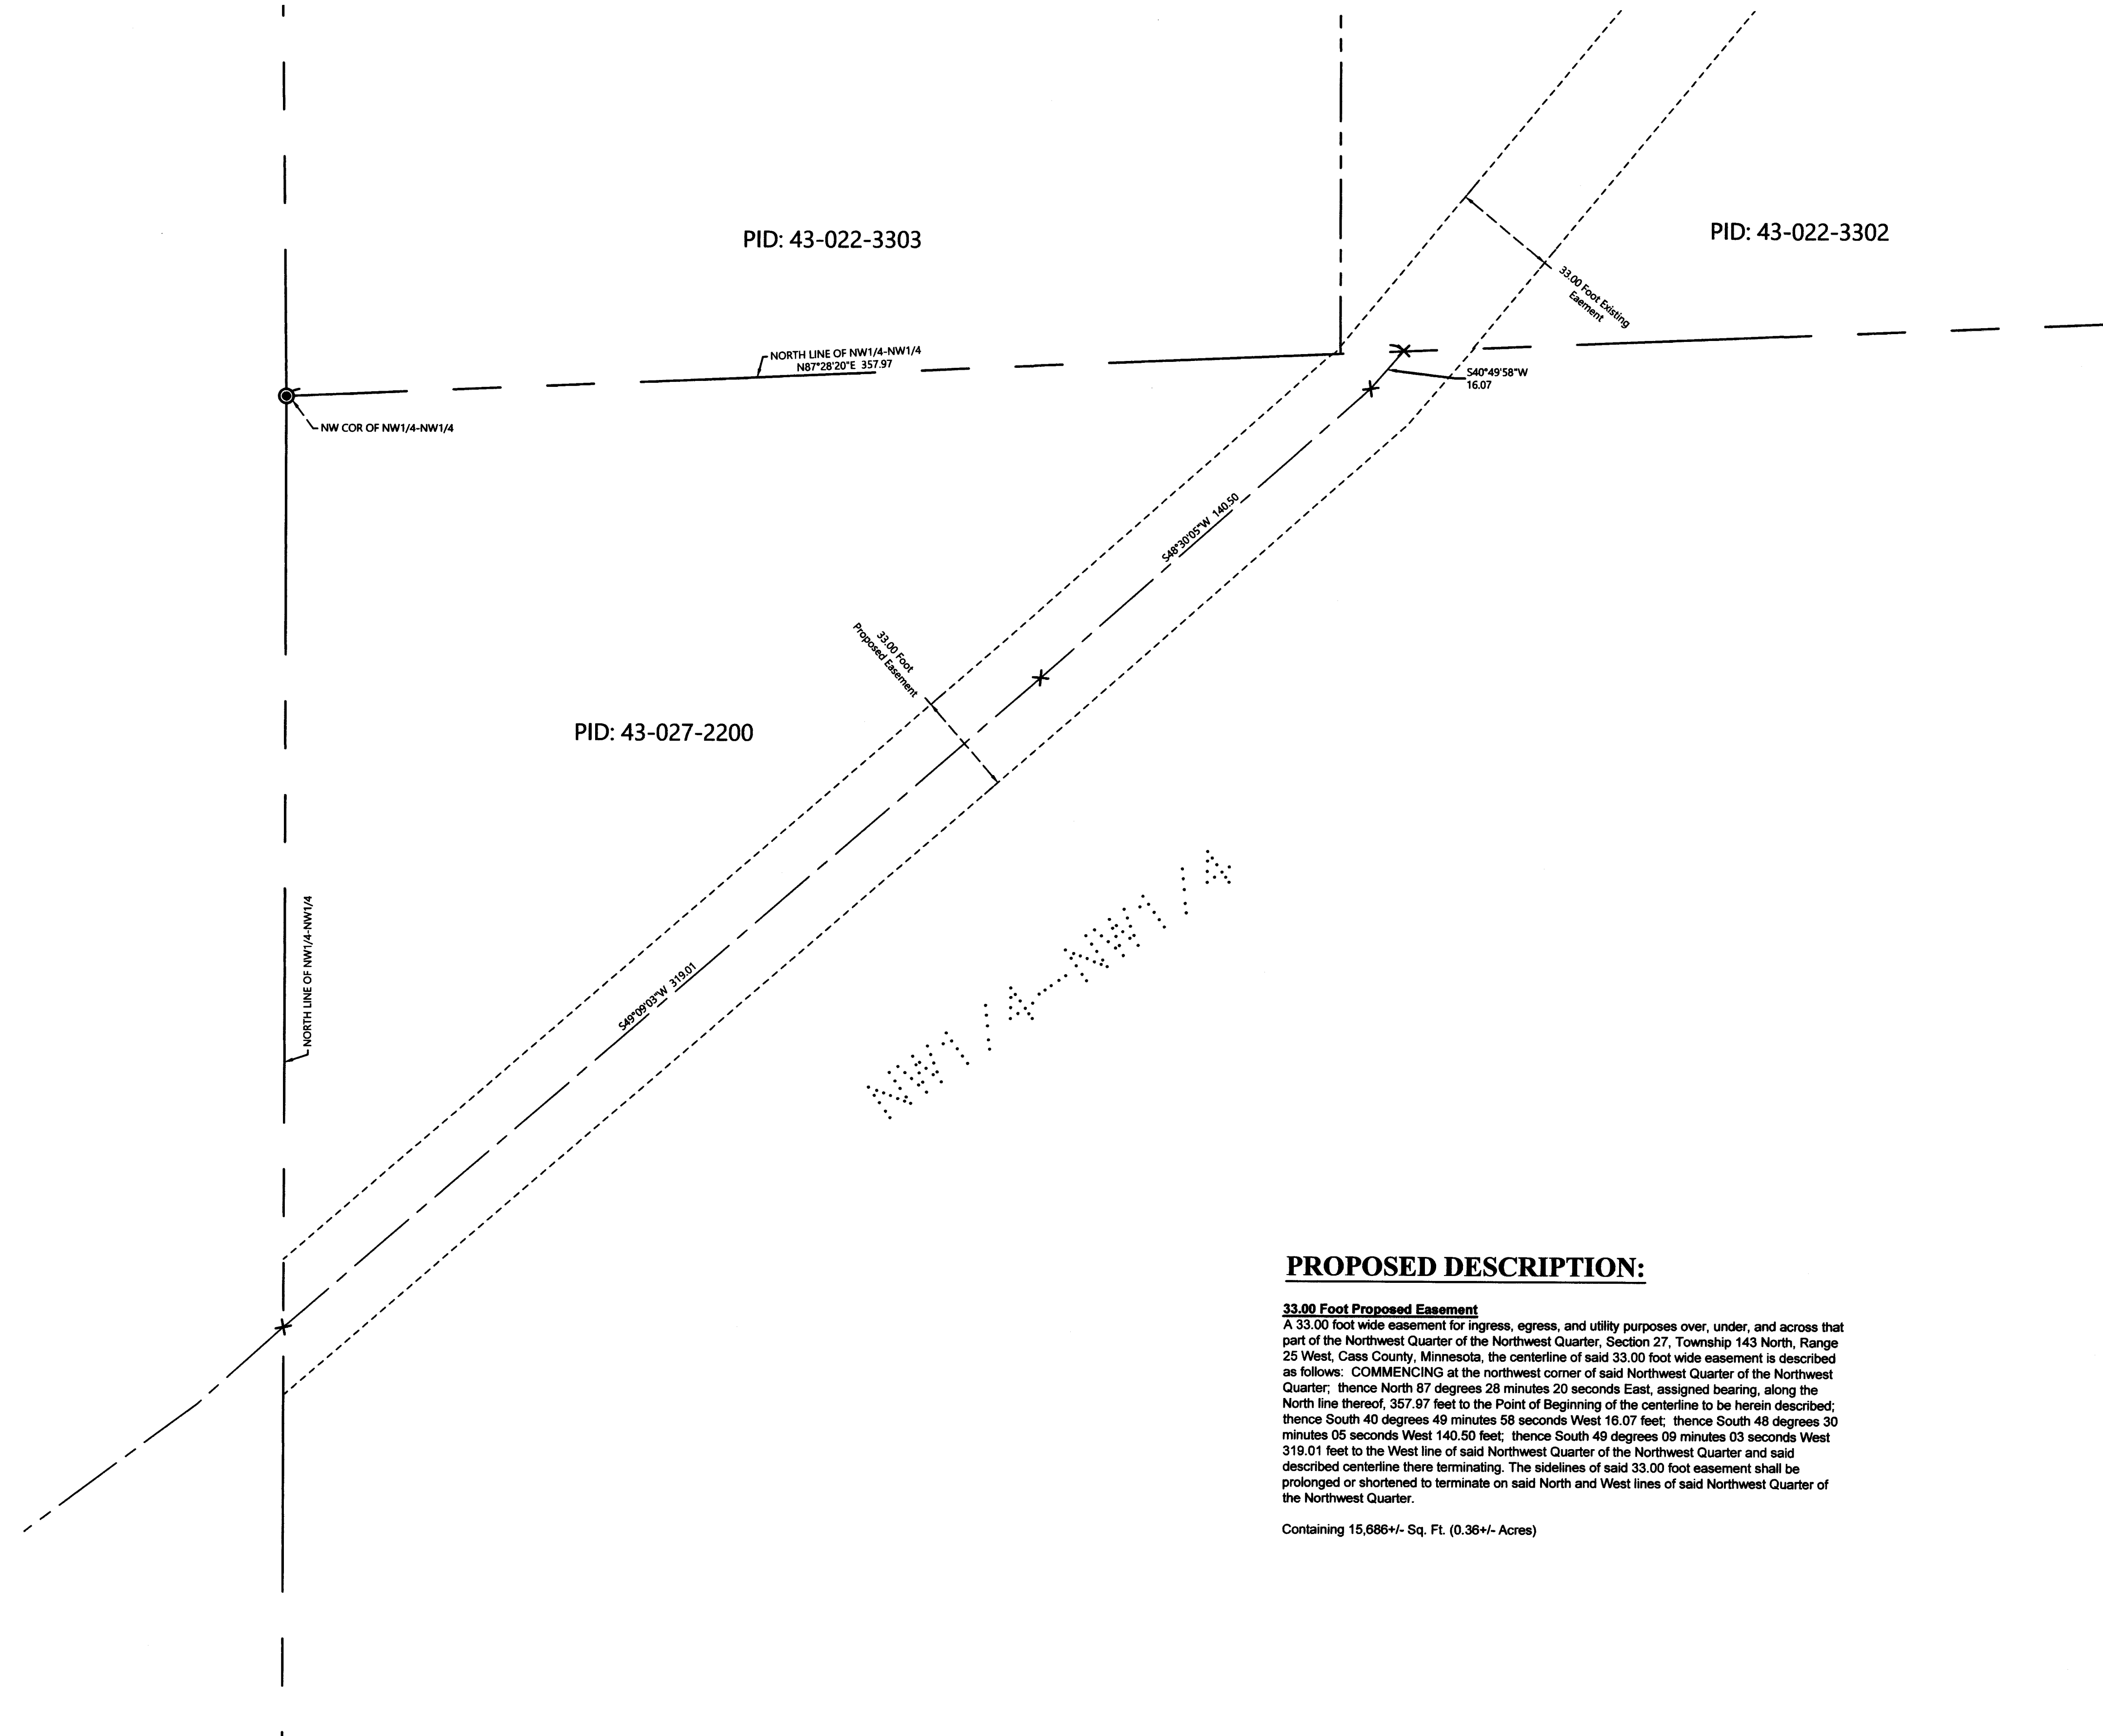 PID: 43-022-3303
PID: 43-022-3302
33.00 Foot Existing
Eaement
NORTH LINE OF NW1/4-NW1/4
N87°28'20"E 357.97
S40°49'58"W
16.07
NW COR OF NW1/4-NW1/4
S48°30'05"W 140.50
33.00 Foot
Proposed Easement
PID: 43-027-2200
NORTH LINE OF NW1/4-NW1/4
S49°09'03"W 319.01
NW1/4-NW1/4
PROPOSED DESCRIPTION:
33.00 Foot Proposed Easement
A 33.00 foot wide easement for ingress, egress, and utility purposes over, under, and across that
part of the Northwest Quarter of the Northwest Quarter, Section 27, Township 143 North, Range
25 West, Cass County, Minnesota, the centerline of said 33.00 foot wide easement is described
as follows: COMMENCING at the northwest corner of said Northwest Quarter of the Northwest
Quarter; thence North 87 degrees 28 minutes 20 seconds East, assigned bearing, along the
North line thereof, 357.97 feet to the Point of Beginning of the centerline to be herein described;
thence South 40 degrees 49 minutes 58 seconds West 16.07 feet; thence South 48 degrees 30
minutes 05 seconds West 140.50 feet; thence South 49 degrees 09 minutes 03 seconds West
319.01 feet to the West line of said Northwest Quarter of the Northwest Quarter and said
described centerline there terminating. The sidelines of said 33.00 foot easement shall be
prolonged or shortened to terminate on said North and West lines of said Northwest Quarter of
the Northwest Quarter.
Containing 15,686+/- Sq. Ft. (0.36+/- Acres)